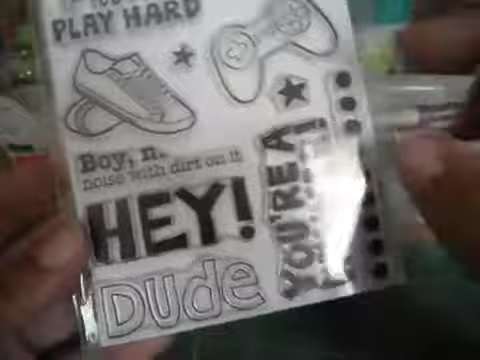 PLAY HARD
Boy, n.
noise with dirt on it
HEY!
Dude
YOU'RE A